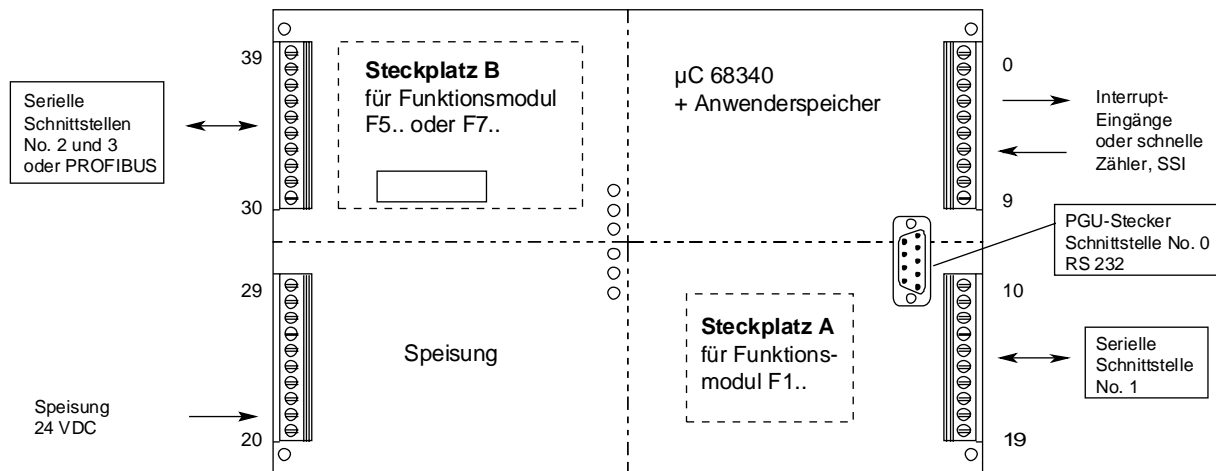 39
Serielle
Schnittstellen
No. 2 und 3
oder PROFIBUS
30
Steckplatz B
für Funktionsmodul
F5.. oder F7..
µC 68340
+ Anwenderspeicher
0
Interrupt-
Eingänge
oder schnelle
Zähler, SSI
9
PGU-Stecker
Schnittstelle No. 0
RS 232
29
Speisung
24 VDC
20
Speisung
Steckplatz A
für Funktions-
modul F1..
10
Serielle
Schnittstelle
No. 1
19